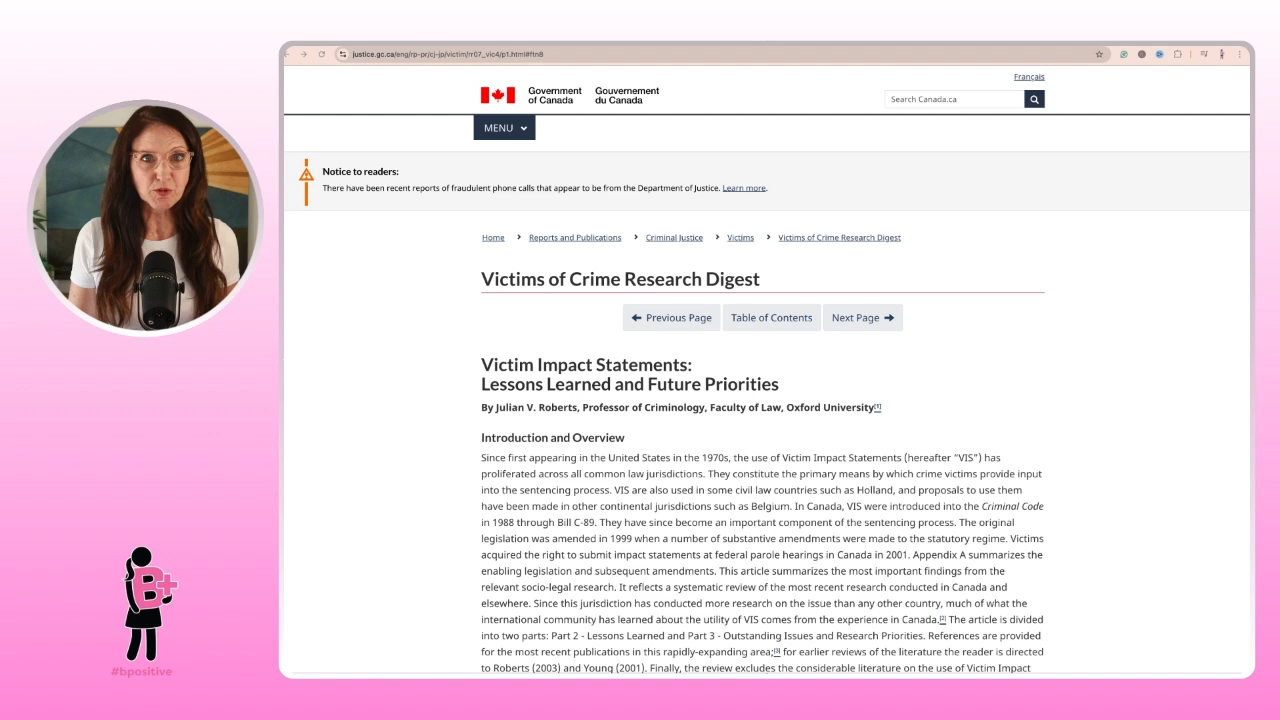 justice.gc.ca/eng/rp-pr/cj-jp/victim/rr07_vic4/p1.html#ftn8
Français
Government of Canada
Gouvernement du Canada
Search Canada.ca
MENU
Notice to readers:
There have been recent reports of fraudulent phone calls that appear to be from the Department of Justice. Learn more.
Home > Reports and Publications > Criminal Justice > Victims > Victims of Crime Research Digest
Victims of Crime Research Digest
Previous Page
Table of Contents
Next Page
Victim Impact Statements:
Lessons Learned and Future Priorities
By Julian V. Roberts, Professor of Criminology, Faculty of Law, Oxford University[1]
Introduction and Overview
Since first appearing in the United States in the 1970s, the use of Victim Impact Statements (hereafter “VIS”) has
proliferated across all common law jurisdictions. They constitute the primary means by which crime victims provide input
into the sentencing process. VIS are also used in some civil law countries such as Holland, and proposals to use them
have been made in other continental jurisdictions such as Belgium. In Canada, VIS were introduced into the Criminal Code
in 1988 through Bill C-89. They have since become an important component of the sentencing process. The original
legislation was amended in 1999 when a number of substantive amendments were made to the statutory regime. Victims
acquired the right to submit impact statements at federal parole hearings in Canada in 2001. Appendix A summarizes the
enabling legislation and subsequent amendments. This article summarizes the most important findings from the
relevant socio-legal research. It reflects a systematic review of the most recent research conducted in Canada and
elsewhere. Since this jurisdiction has conducted more research on the issue than any other country, much of what the
international community has learned about the utility of VIS comes from the experience in Canada.[2] The article is divided
into two parts: Part 2 - Lessons Learned and Part 3 - Outstanding Issues and Research Priorities. References are provided
for the most recent publications in this rapidly-expanding area;[3] for earlier reviews of the literature the reader is directed
to Roberts (2003) and Young (2001). Finally, the review excludes the considerable literature on the use of Victim Impact
B+
#bpositive